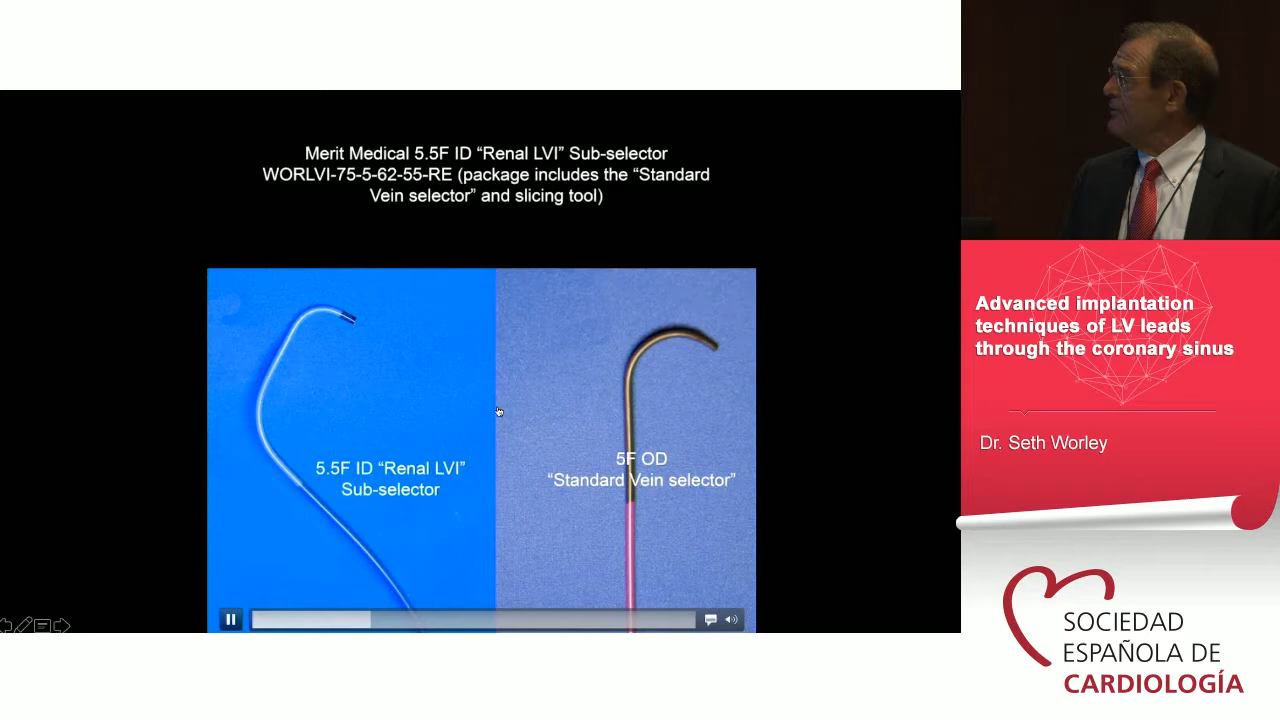 Merit Medical 5.5F ID “Renal LVI” Sub-selector
WORLVI-75-5-62-55-RE (package includes the “Standard
Vein selector” and slicing tool)
5.5F ID “Renal LVI”
Sub-selector
5F OD
“Standard Vein selector”
Advanced implantation
techniques of LV leads
through the coronary sinus
Dr. Seth Worley
SOCIEDAD
ESPAÑOLA DE
CARDIOLOGÍA